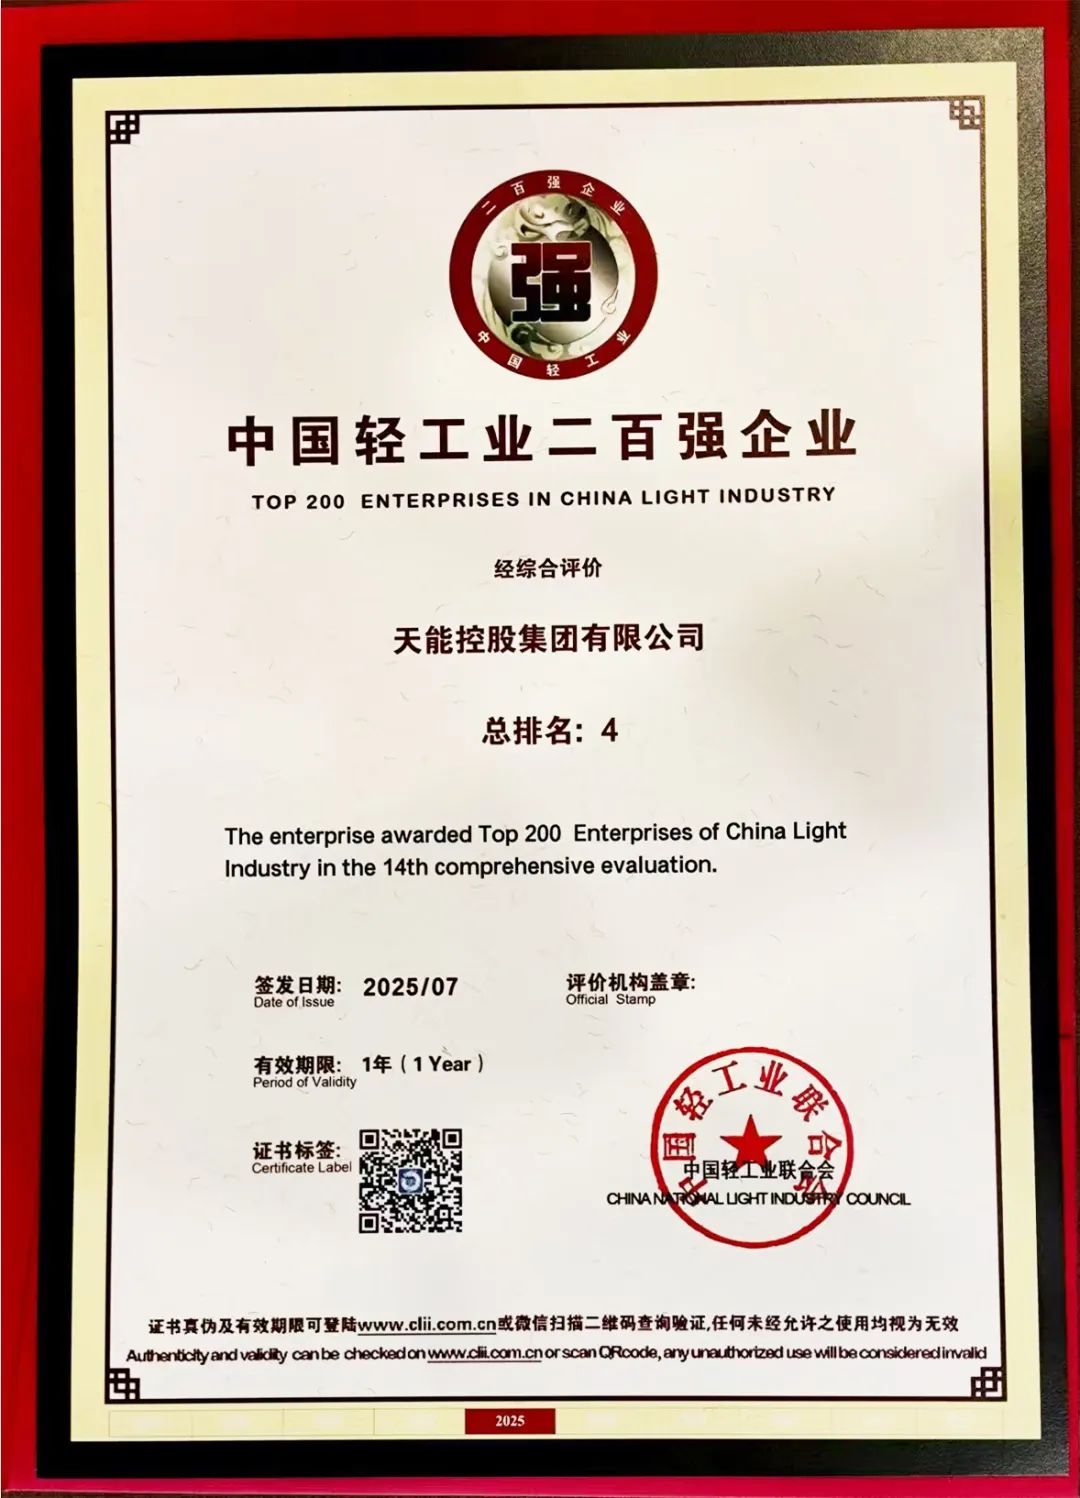 二百强企业
强
中国轻工业
中国轻工业二百强企业
TOP 200 ENTERPRISES IN CHINA LIGHT INDUSTRY
经综合评价
天能控股集团有限公司
总排名: 4
The enterprise awarded Top 200 Enterprises of China Light
Industry in the 14th comprehensive evaluation.
签发日期: 2025/07
Date of Issue
评价机构盖章:
Official Stamp
有效期限: 1年 ( 1 Year )
Period of Validity
证书标签:
Certificate Label
中国轻工业联合会
中国轻工业联合会
CHINA NATIONAL LIGHT INDUSTRY COUNCIL
证书真伪及有效期限可登陆www.clii.com.cn或微信扫描二维码查询验证,任何未经允许之使用均视为无效
Authenticity and validity can be checked on www.clii.com.cn or scan QRcode, any unauthorized use will be considered invalid
2025